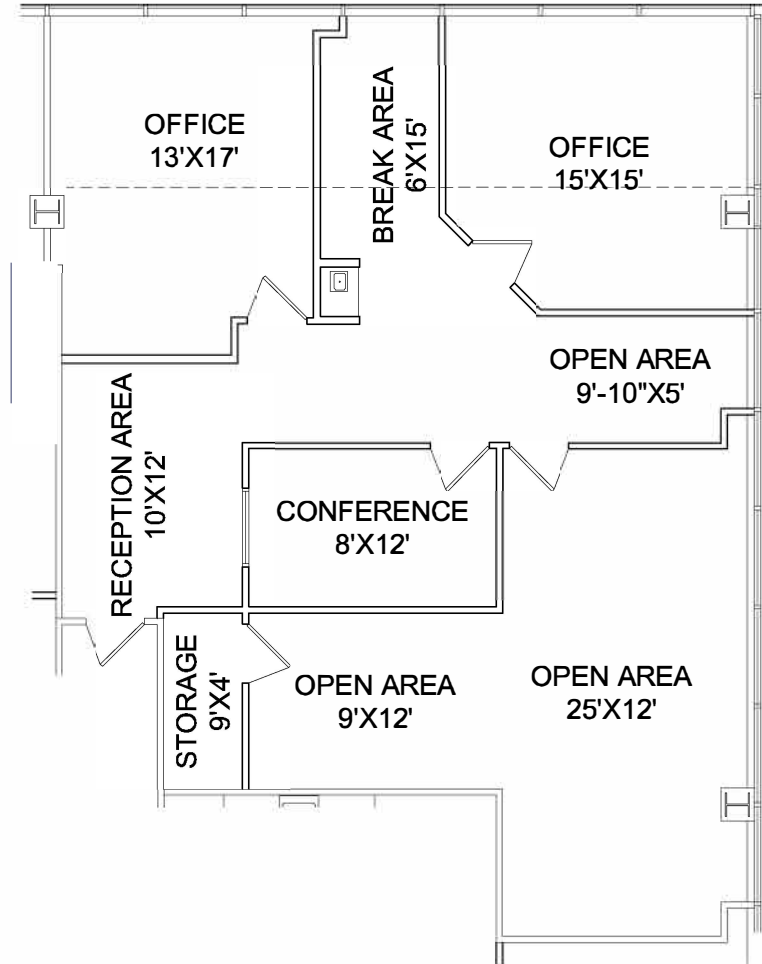 OFFICE
13'X17'
BREAK AREA
6'X15'
OFFICE
15'X15'
OPEN AREA
9'-10"X5'
RECEPTION AREA
10'X12'
CONFERENCE
8'X12'
STORAGE
9'X4'
OPEN AREA
9'X12'
OPEN AREA
25'X12'